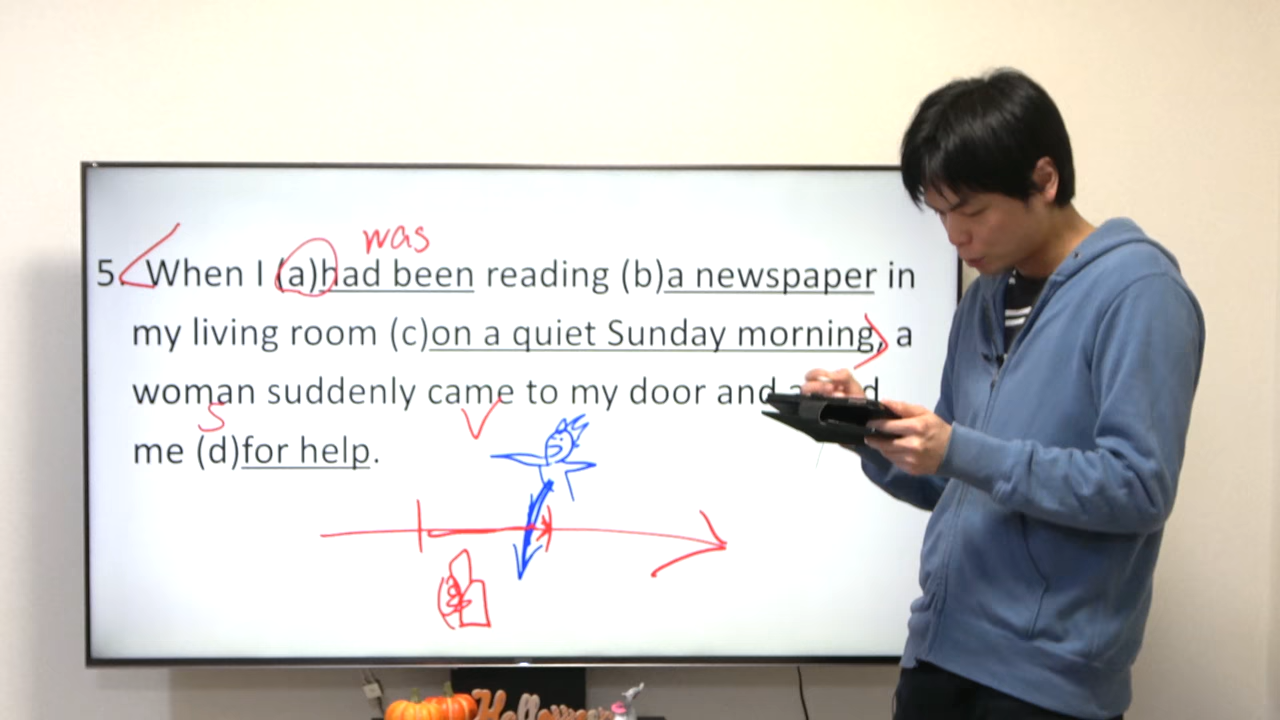 was
5. When I (a)had been reading (b)a newspaper in
my living room (c)on a quiet Sunday morning, a
woman suddenly came to my door and
S
V
me (d)for help.
Halloween